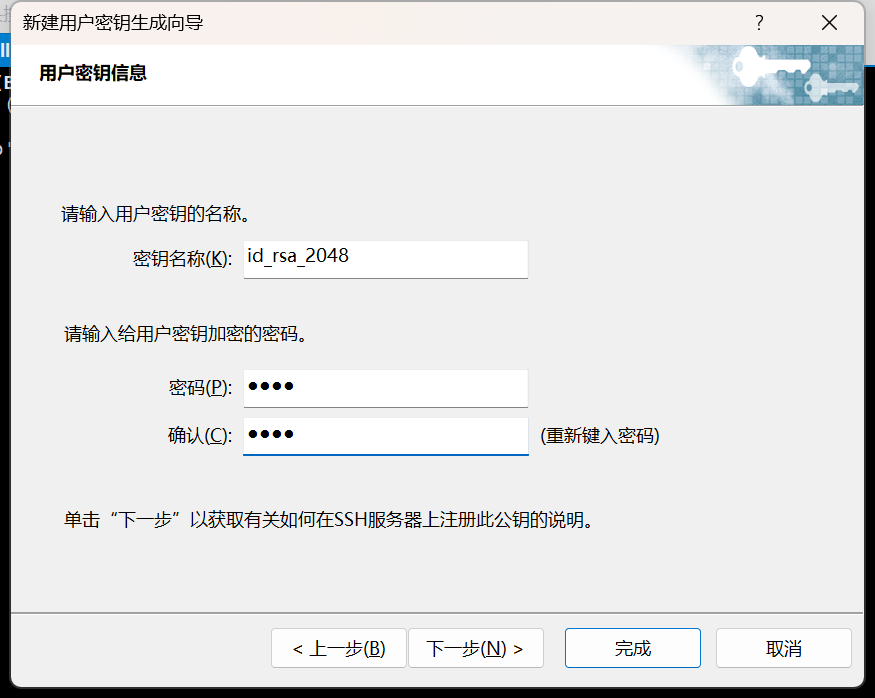 新建用户密钥生成向导 ?
用户密钥信息
请输入用户密钥的名称。
密钥名称(K): id_rsa_2048
请输入给用户密钥加密的密码。
密码(P): ●●●●
确认(C): ●●●● (重新键入密码)
单击“下一步”以获取有关如何在SSH服务器上注册此公钥的说明。
< 上一步(B) 下一步(N) > 完成 取消